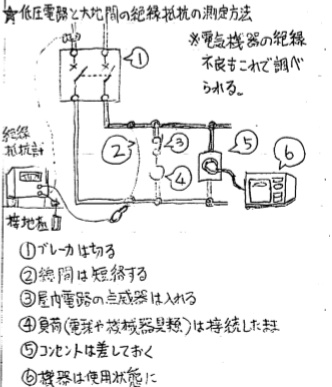 ★低圧電路と大地間の絶縁抵抗の測定方法
※電気機器の絶縁
不良もこれで調べ
られる。
①
絶縁
抵抗計
②
③
④
⑤
⑥
接地極
①ブレーカは切る
②線間は短絡する
③屋内電路の点滅器は入れる
④負荷(電球や機械器具類)は接続したまま
⑤コンセントは差しておく
⑥機器は使用状態に